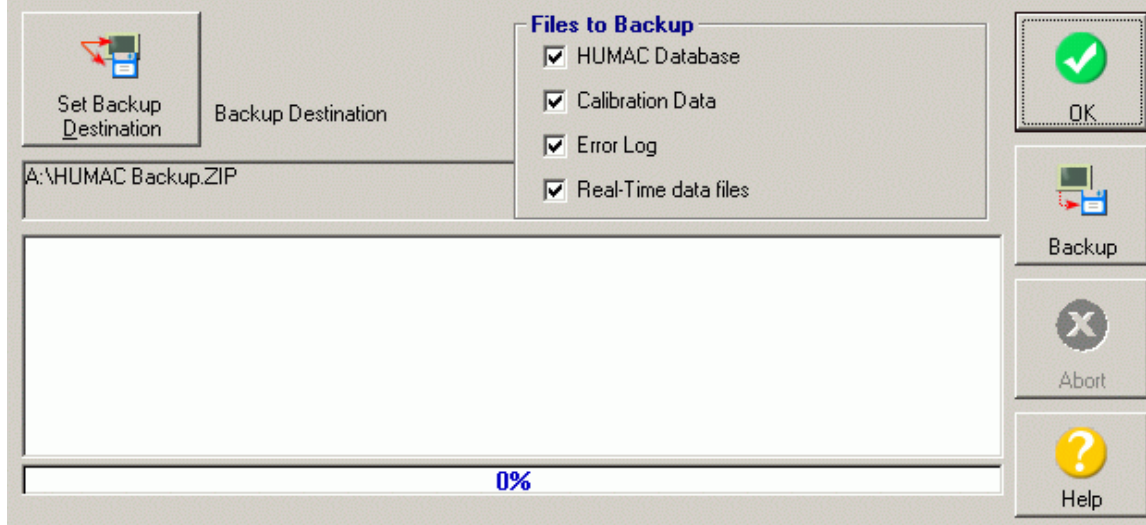 Set Backup
Destination
Backup Destination
A:\HUMAC Backup.ZIP
Files to Backup
HUMAC Database
Calibration Data
Error Log
Real-Time data files
0%
OK
Backup
Abort
Help